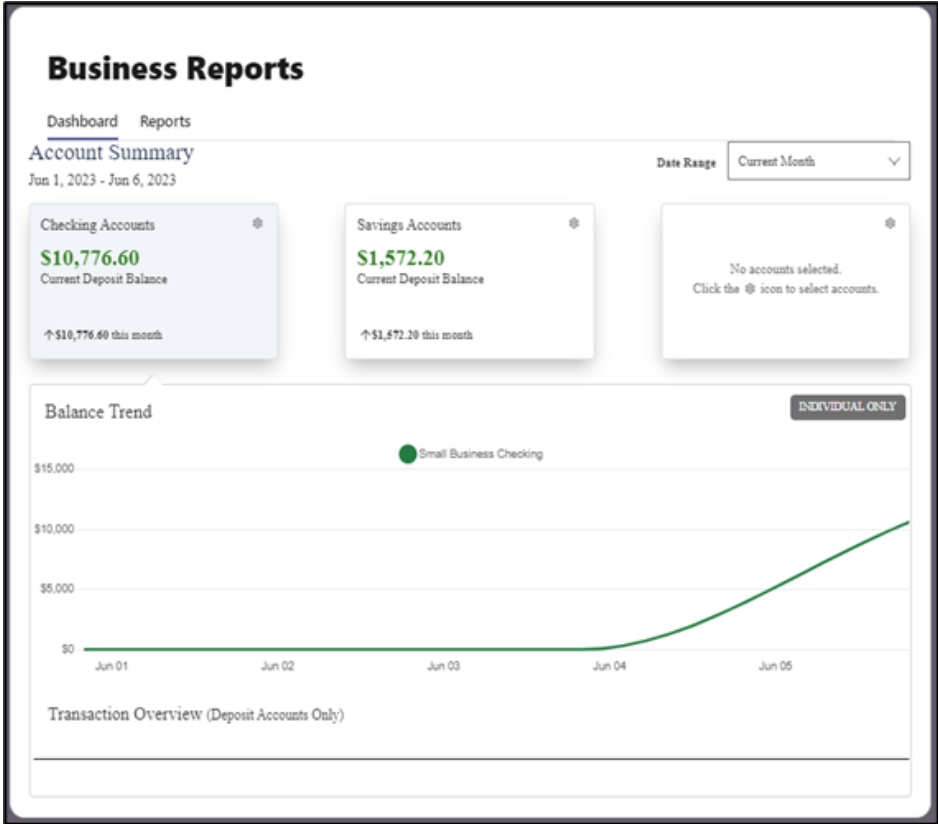 Business Reports
Dashboard Reports
Account Summary
Jun 1, 2023 - Jun 6, 2023
Date Range Current Month
Checking Accounts
$10,776.60
Current Deposit Balance
↑$10,776.60 this month
Savings Accounts
$1,572.20
Current Deposit Balance
↑$1,572.20 this month
No accounts selected.
Click the ⚙ icon to select accounts.
Balance Trend
INDIVIDUAL ONLY
Small Business Checking
$15,000
$10,000
$5,000
$0
Jun 01 Jun 02 Jun 03 Jun 04 Jun 05
Transaction Overview (Deposit Accounts Only)